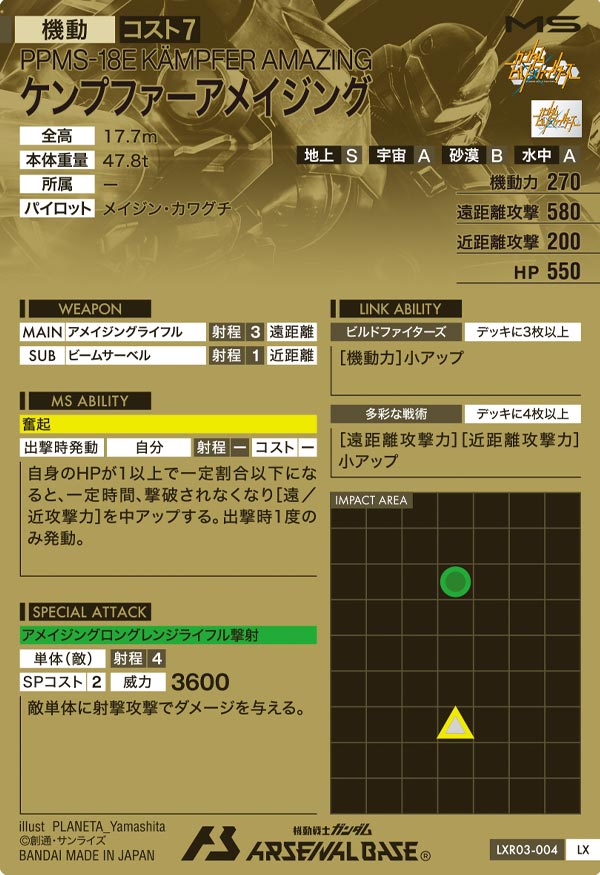 機動 コスト7
MS
PPMS-18E KÄMPFER AMAZING
ケンプファーアメイジング
全高 17.7m
本体重量 47.8t
所属 ー
パイロット メイジン・カワグチ
地上 S 宇宙 A 砂漠 B 水中 A
機動力 270
遠距離攻撃 580
近距離攻撃 200
HP 550
WEAPON
MAIN アメイジングライフル 射程 3 遠距離
SUB ビームサーベル 射程 1 近距離
MS ABILITY
奮起
出撃時発動 自分 射程 ー コスト ー
自身のHPが1以上で一定割合以下にな
ると、一定時間、撃破されなくなり[遠/
近攻撃力]を中アップする。出撃時1度の
み発動。
SPECIAL ATTACK
アメイジングロングレンジライフル撃射
単体(敵) 射程 4
SPコスト 2 威力 3600
敵単体に射撃攻撃でダメージを与える。
LINK ABILITY
ビルドファイターズ デッキに3枚以上
[機動力]小アップ
多彩な戦術 デッキに4枚以上
[遠距離攻撃力][近距離攻撃力]
小アップ
IMPACT AREA
illust PLANETA_Yamashita
©創通・サンライズ
BANDAI MADE IN JAPAN
機動戦士ガンダム
ARSENAL BASE®
LXR03-004 LX